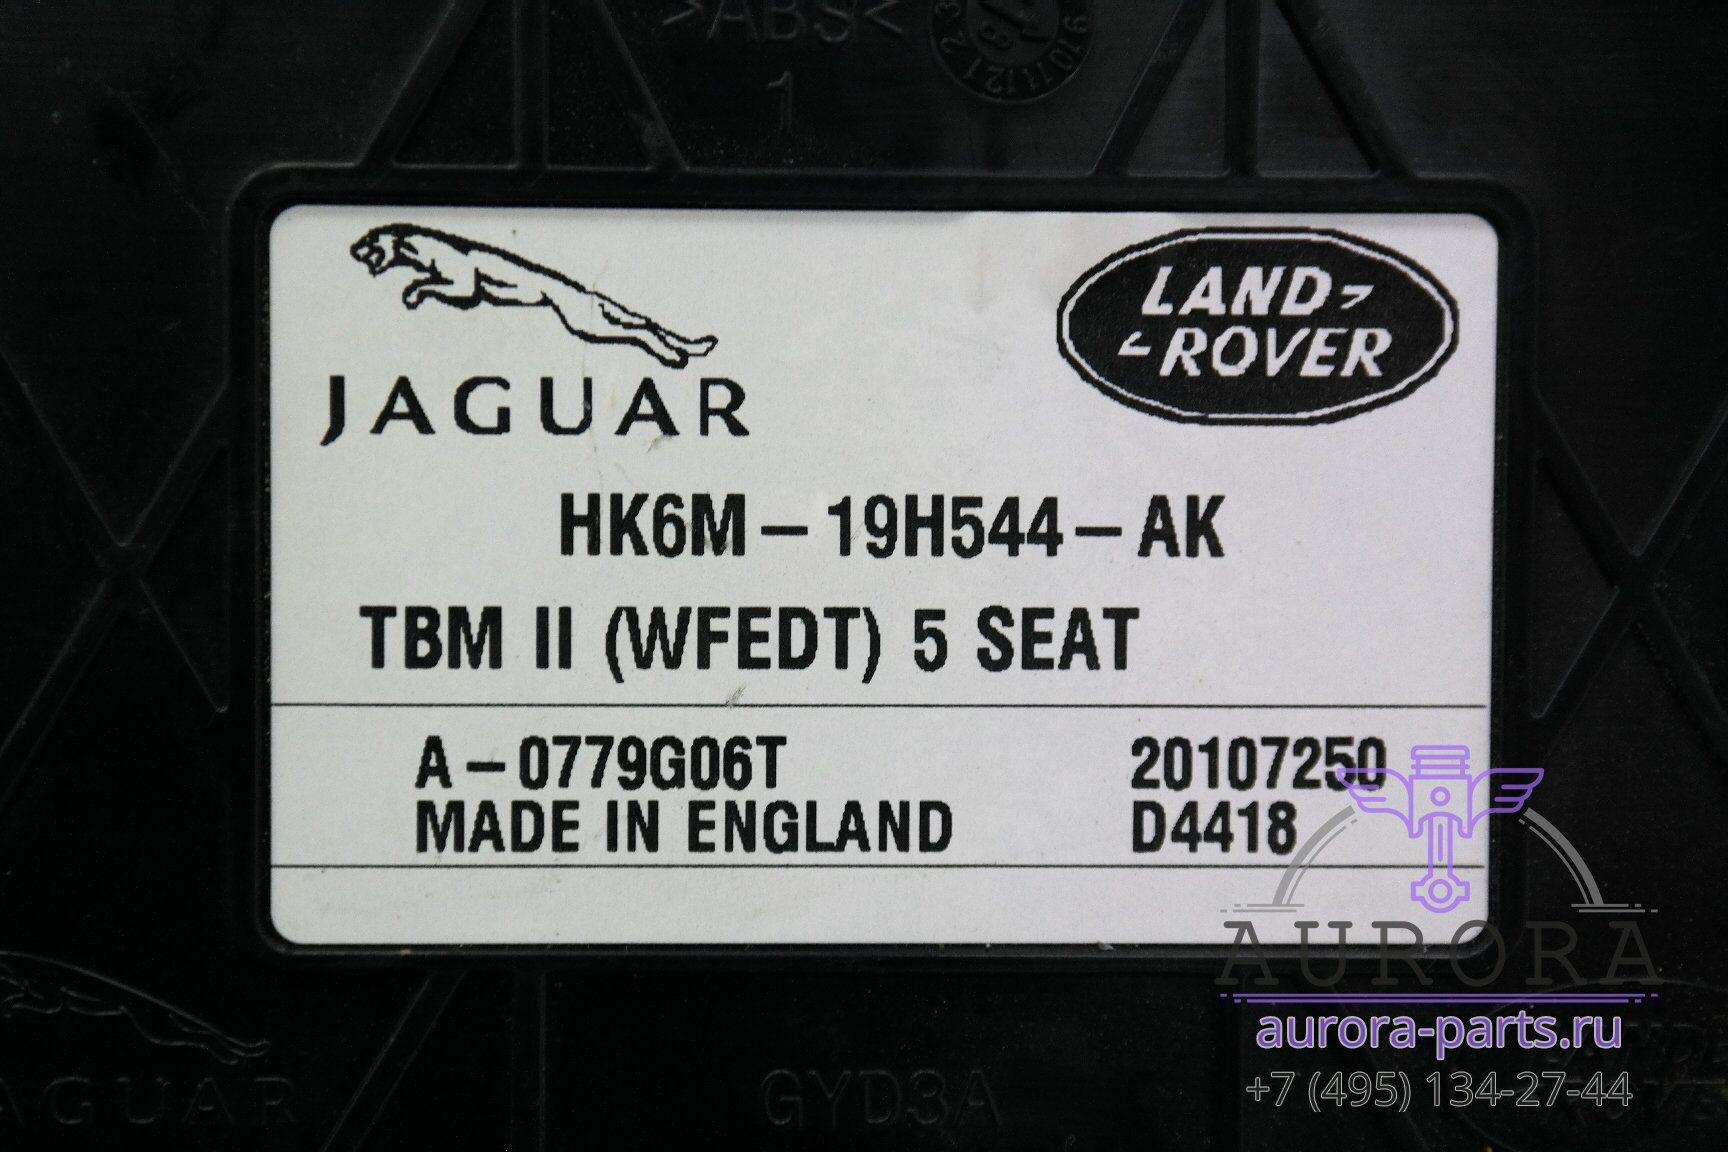 >ABS<
1
JAGUAR
LAND
ROVER
HK6M-19H544-AK
TBM II (WFEDT) 5 SEAT
A-0779G06T 20107250
MADE IN ENGLAND D4418
AURORA
aurora-parts.ru
+7 (495) 134-27-44
JAGUAR
GYD3A